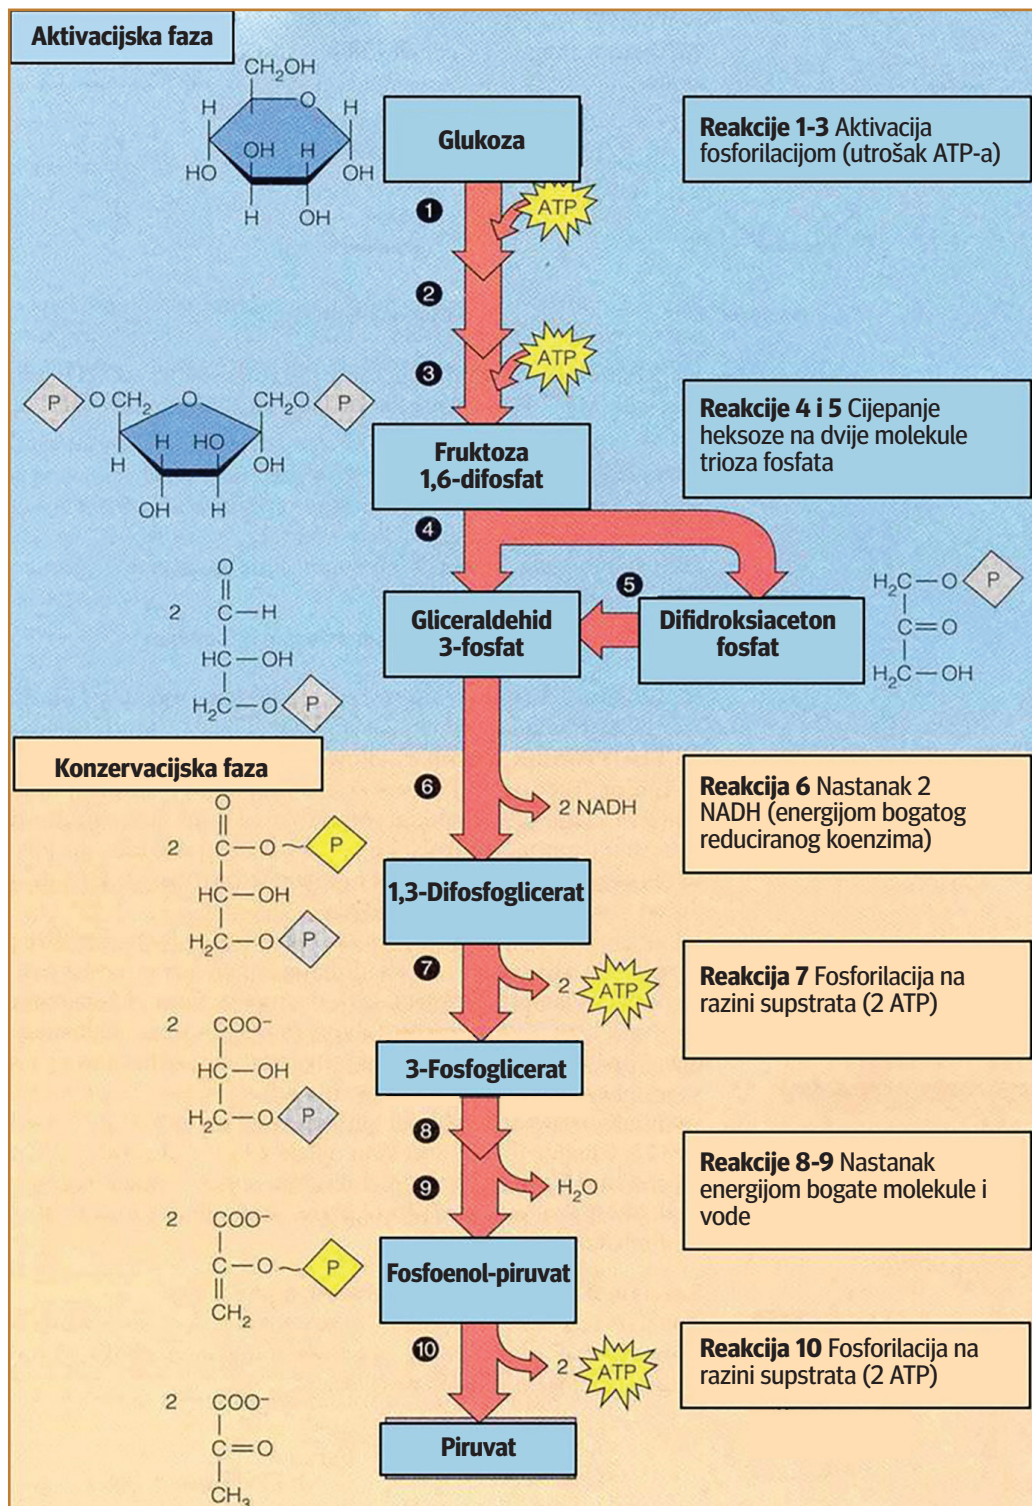 Aktivacijska faza
CH2OH
H
O
H
H
OH
H
HO
OH
H
OH
Glukoza
Reakcije 1-3 Aktivacija
fosforilacijom (utrošak ATP-a)
1
ATP
2
3
ATP
P
OCH2
O
CH2O
P
H
HO
H
OH
OH
H
Fruktoza
1,6-difosfat
Reakcije 4 i 5 Cijepanje
heksoze na dvije molekule
trioza fosfata
4
5
O
2 C—H
HC—OH
H2C—O P
Gliceraldehid
3-fosfat
Difidroksiaceton
fosfat
H2C—O P
C=O
H2C—OH
Konzervacijska faza
6
2 NADH
Reakcija 6 Nastanak 2
NADH (energijom bogatog
reduciranog koenzima)
O
2 C—O~P
HC—OH
H2C—O P
1,3-Difosfoglicerat
7
2 ATP
Reakcija 7 Fosforilacija na
razini supstrata (2 ATP)
2 COO-
HC—OH
H2C—O P
3-Fosfoglicerat
8
9
H2O
Reakcije 8-9 Nastanak
energijom bogate molekule i
vode
2 COO-
C—O~P
CH2
Fosfoenol-piruvat
10
2 ATP
Reakcija 10 Fosforilacija na
razini supstrata (2 ATP)
2 COO-
C=O
CH3
Piruvat